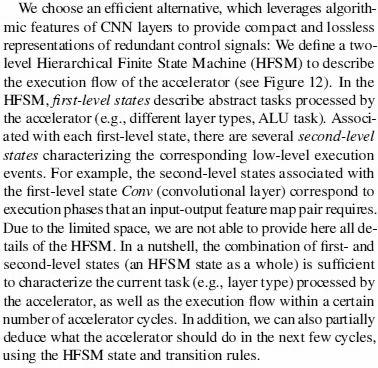 We choose an efficient alternative, which leverages algorith-
mic features of CNN layers to provide compact and lossless
representations of redundant control signals: We define a two-
level Hierarchical Finite State Machine (HFSM) to describe
the execution flow of the accelerator (see Figure 12). In the
HFSM, first-level states describe abstract tasks processed by
the accelerator (e.g., different layer types, ALU task). Associ-
ated with each first-level state, there are several second-level
states characterizing the corresponding low-level execution
events. For example, the second-level states associated with
the first-level state Conv (convolutional layer) correspond to
execution phases that an input-output feature map pair requires.
Due to the limited space, we are not able to provide here all de-
tails of the HFSM. In a nutshell, the combination of first- and
second-level states (an HFSM state as a whole) is sufficient
to characterize the current task (e.g., layer type) processed by
the accelerator, as well as the execution flow within a certain
number of accelerator cycles. In addition, we can also partially
deduce what the accelerator should do in the next few cycles,
using the HFSM state and transition rules.